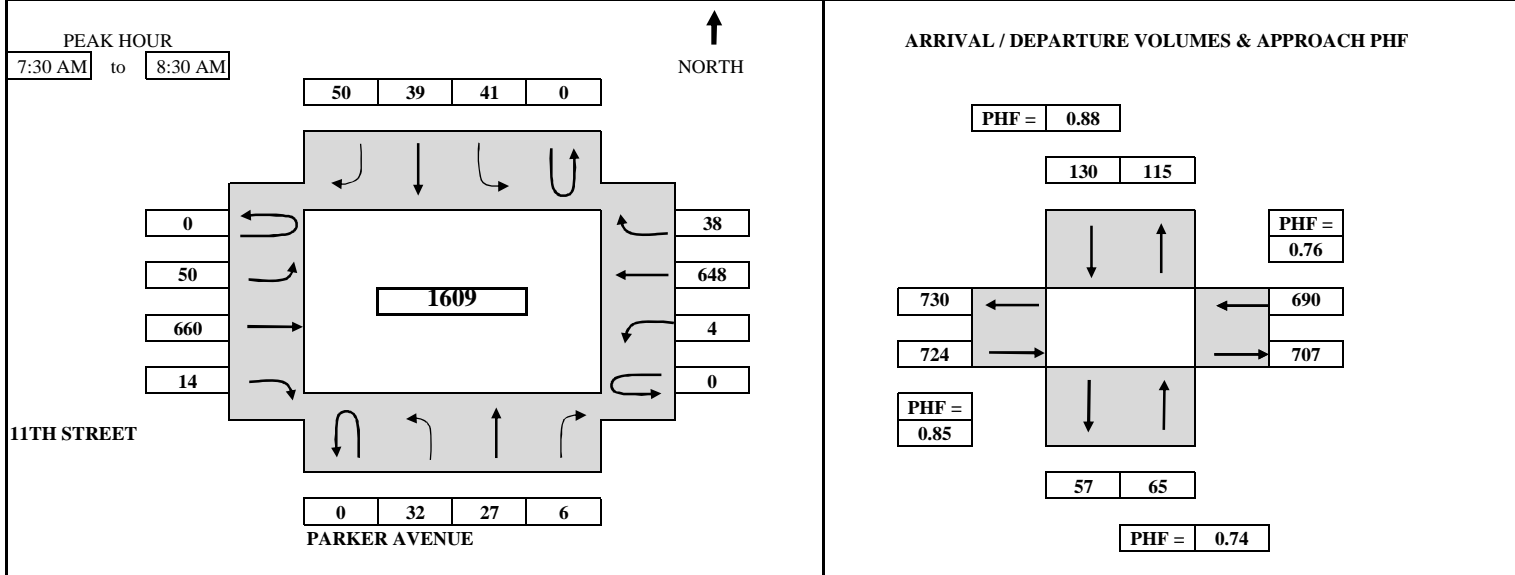 PEAK HOUR
7:30 AM to 8:30 AM
NORTH
50 39 41 0
0
50
660
14
1609
38
648
4
0
11TH STREET
0 32 27 6
PARKER AVENUE
ARRIVAL / DEPARTURE VOLUMES & APPROACH PHF
PHF = 0.88
130 115
PHF =
0.76
730
724
690
707
PHF =
0.85
57 65
PHF = 0.74